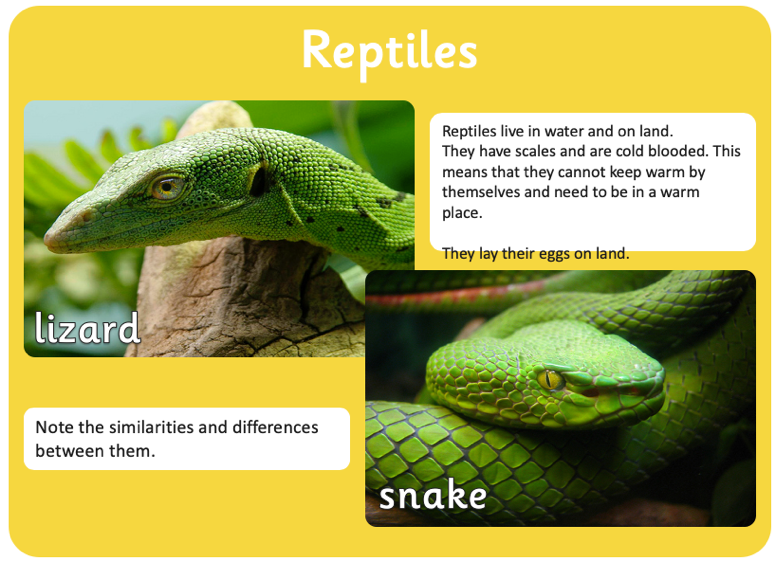 Reptiles
Reptiles live in water and on land.
They have scales and are cold blooded. This
means that they cannot keep warm by
themselves and need to be in a warm
place.
They lay their eggs on land.
lizard
Note the similarities and differences
between them.
snake